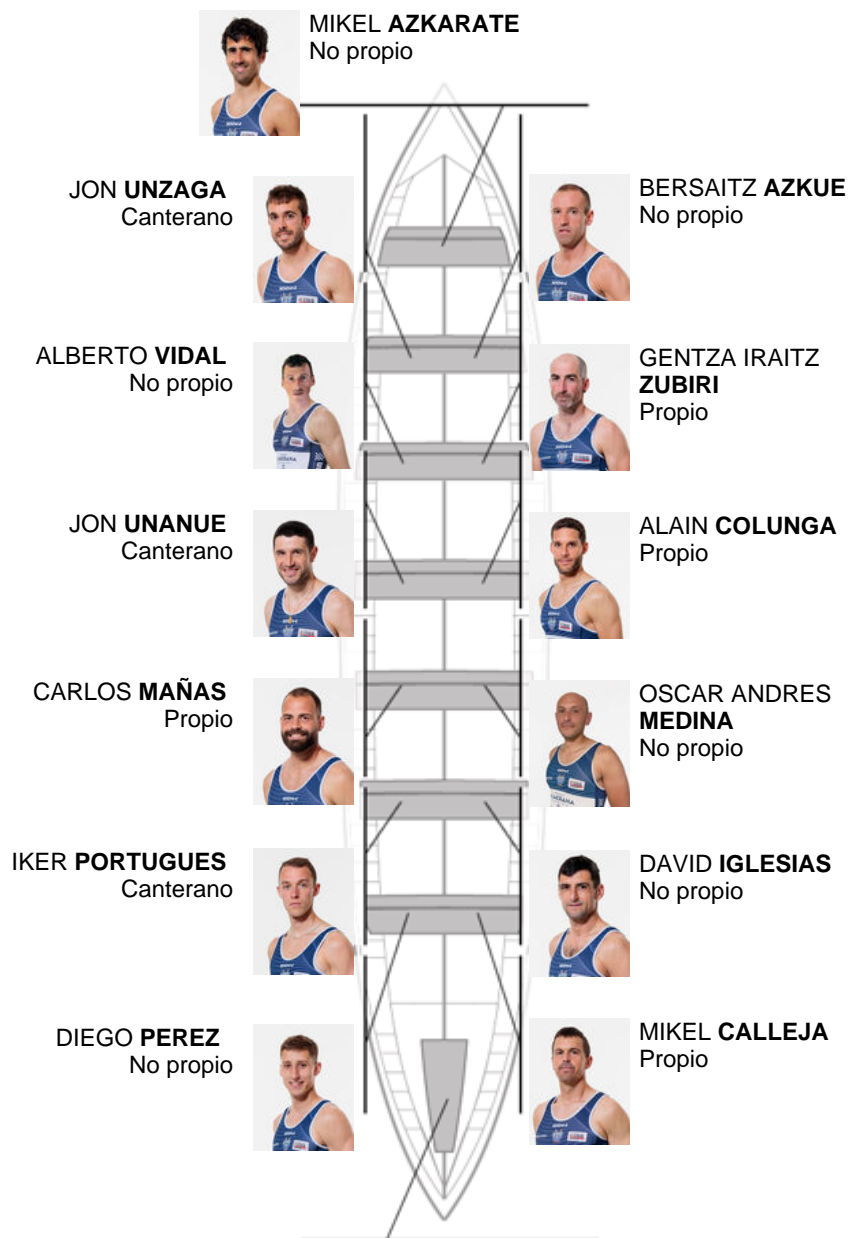 MIKEL AZKARATE
No propio
JON UNZAGA
Canterano
BERSAITZ AZKUE
No propio
ALBERTO VIDAL
No propio
GENTZA IRAITZ
ZUBIRI
Propio
JON UNANUE
Canterano
ALAIN COLUNGA
Propio
CARLOS MAÑAS
Propio
OSCAR ANDRES
MEDINA
No propio
IKER PORTUGUES
Canterano
DAVID IGLESIAS
No propio
DIEGO PEREZ
No propio
MIKEL CALLEJA
Propio